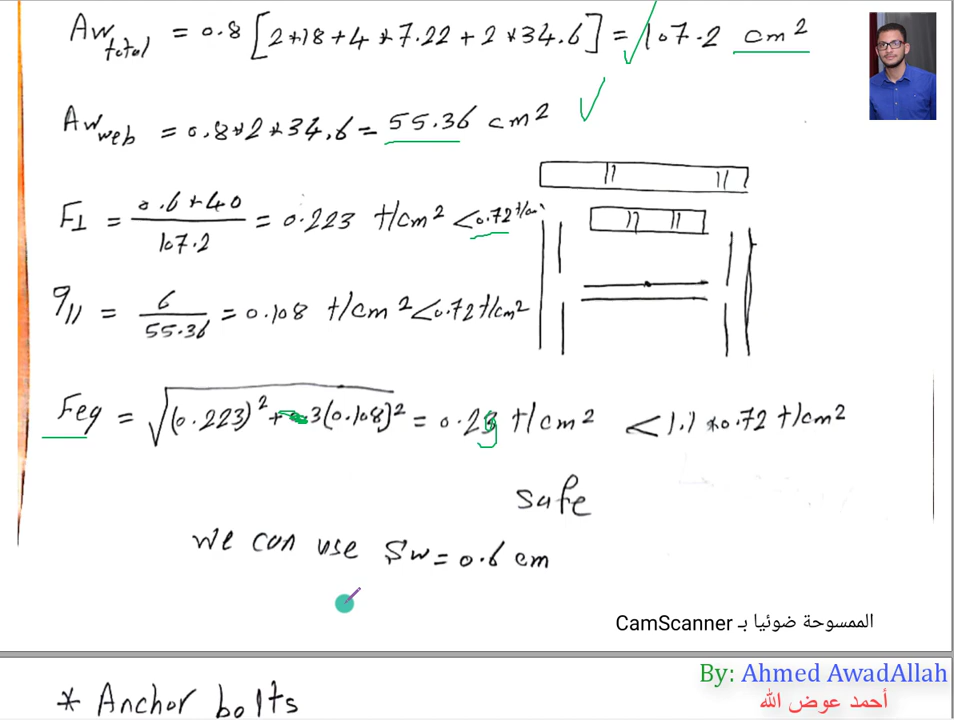 Aw total = 0.8 [2*18+4*7.22+2*34.6] = 107.2 cm²
Aw web = 0.8*2*34.6 = 55.36 cm²
F⊥ = 0.6*40 / 107.2 = 0.223 t/cm² < 0.72 t/cm²
q// = 6 / 55.36 = 0.108 t/cm² < 0.72 t/cm²
Feq = √(0.223)² + 3(0.108)² = 0.29 t/cm² < 1.1 * 0.72 t/cm²
safe
we can use Sw = 0.6 cm
الممسوحة ضوئيا بـ CamScanner
By: Ahmed AwadAllah
* Anchor bolts
أحمد عوض الله